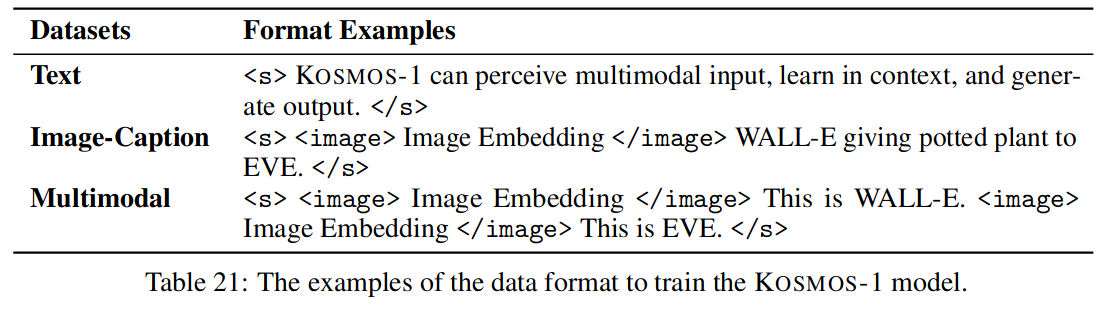 Datasets Format Examples
Text <s> KOSMOS-1 can perceive multimodal input, learn in context, and gener-
ate output. </s>
Image-Caption <s> <image> Image Embedding </image> WALL-E giving potted plant to
EVE. </s>
Multimodal <s> <image> Image Embedding </image> This is WALL-E. <image>
Image Embedding </image> This is EVE. </s>
Table 21: The examples of the data format to train the KOSMOS-1 model.